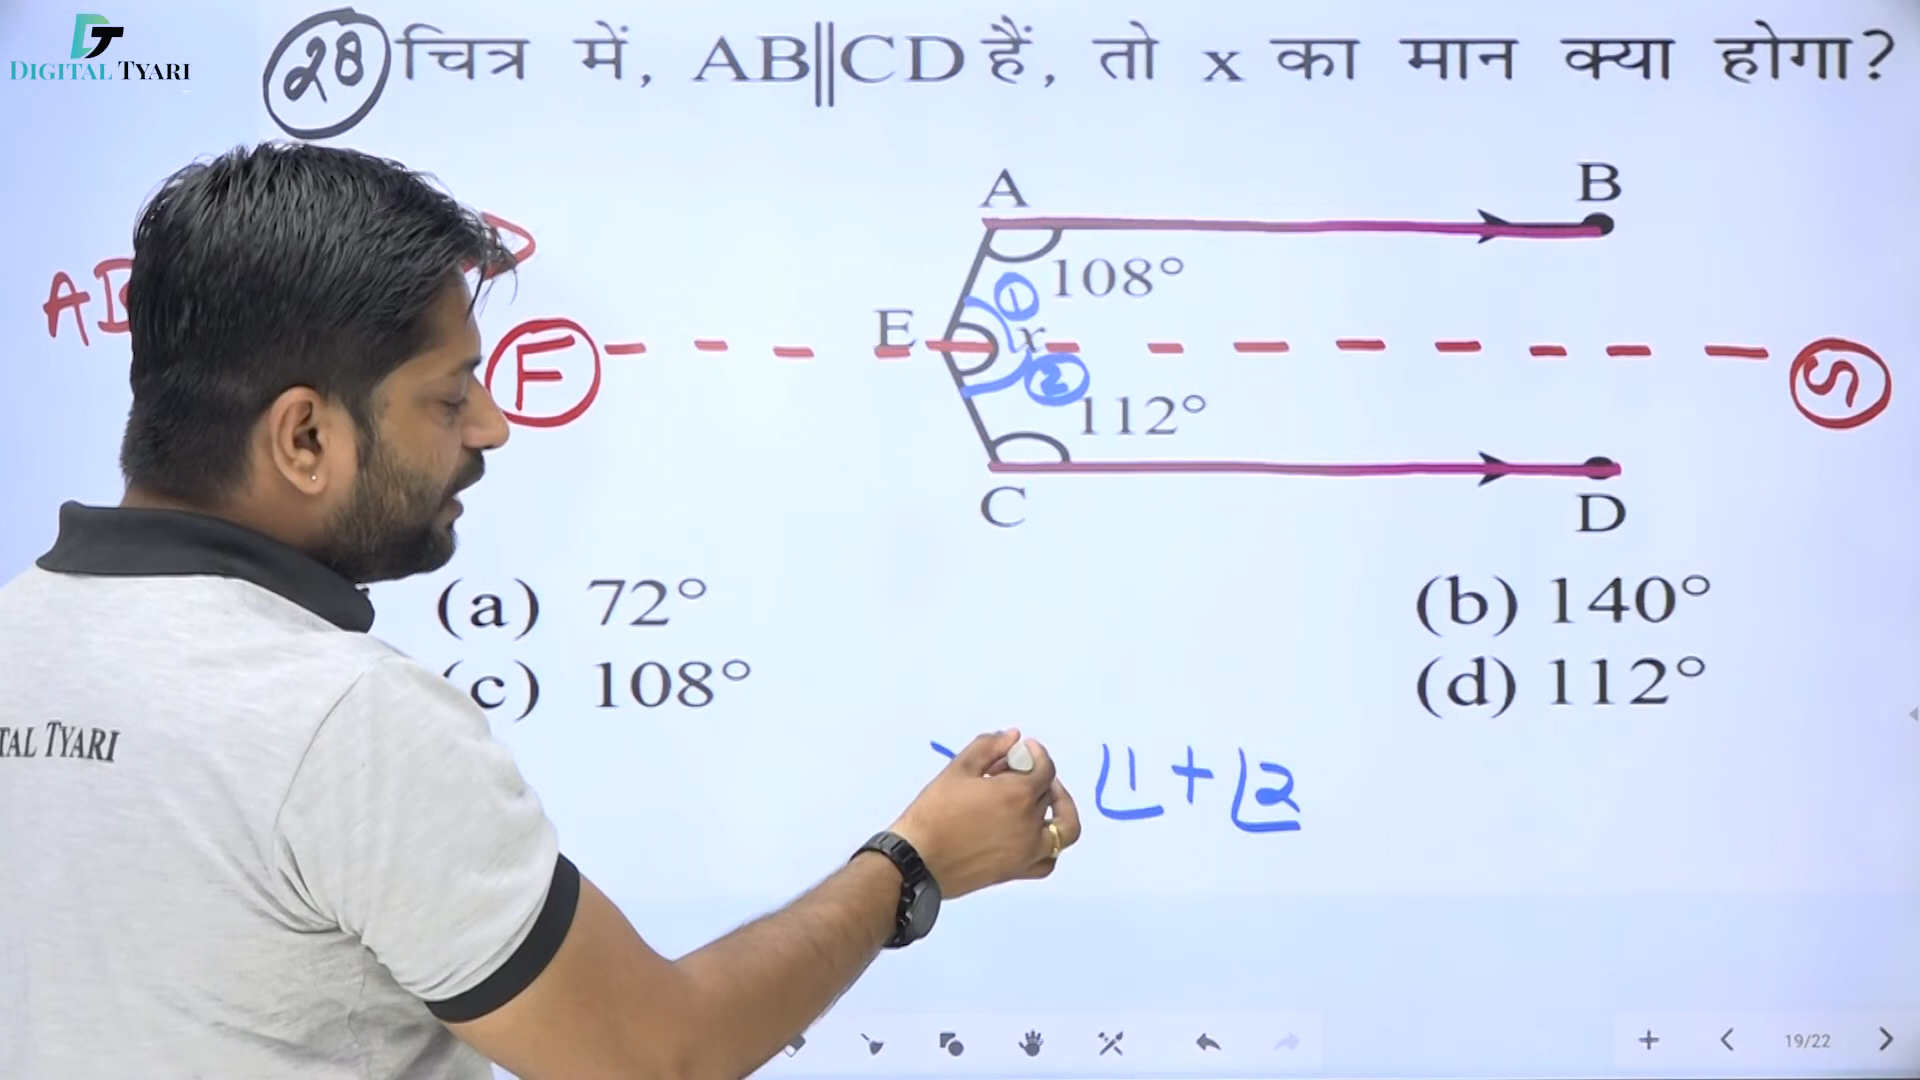 DT
DIGITAL TYARI
28 चित्र में, AB||CD हैं, तो x का मान क्या होगा?
A B
108°
1
E x
F S
2
112°
C D
(a) 72° (b) 140°
(c) 108° (d) 112°
∠1 + ∠2
TAL TYARI
19/22